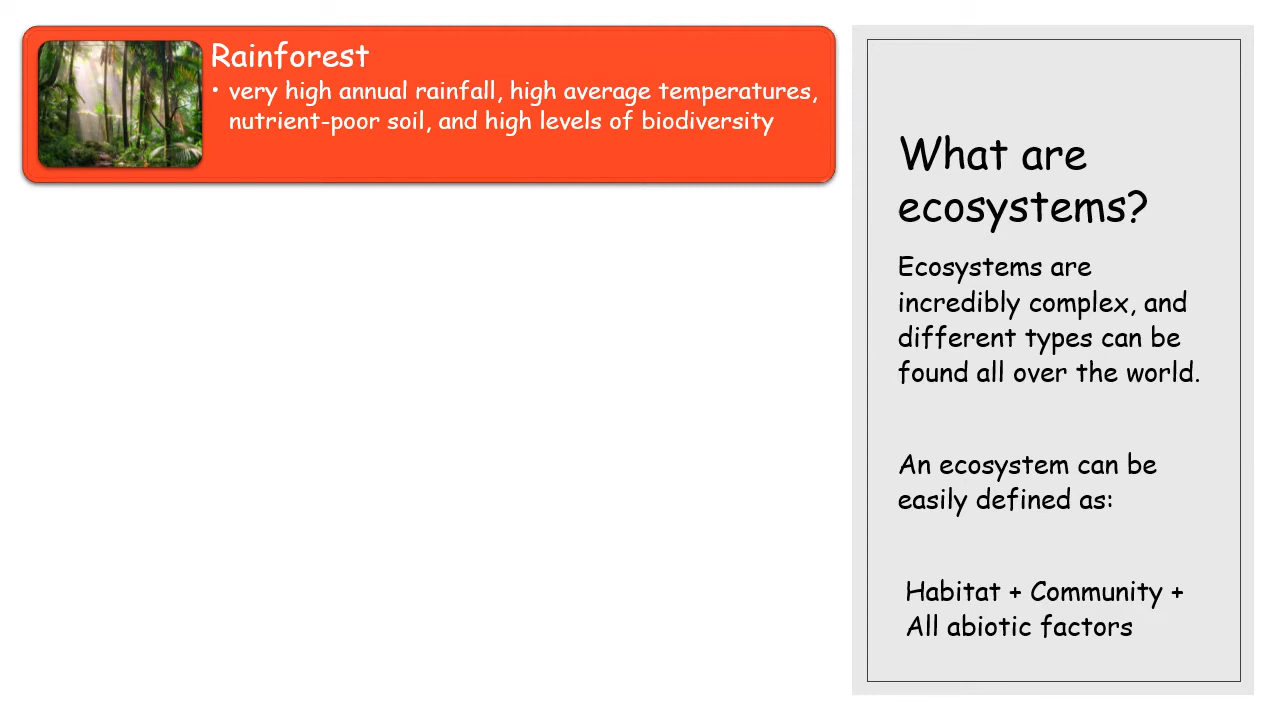 Rainforest
• very high annual rainfall, high average temperatures,
nutrient-poor soil, and high levels of biodiversity
What are
ecosystems?
Ecosystems are
incredibly complex, and
different types can be
found all over the world.
An ecosystem can be
easily defined as:
Habitat + Community +
All abiotic factors